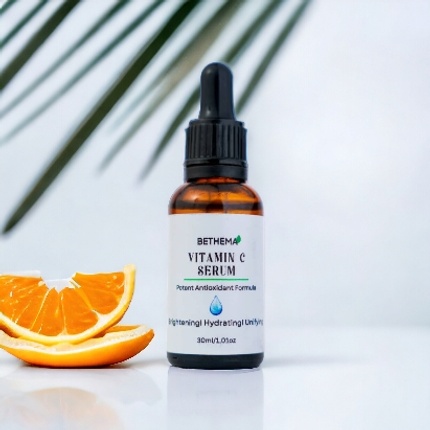 BETHEMA
VITAMIN C
SERUM
Potent Antioxidant Formula
Brightening| Hydrating| Unifying
30ml/1,01oz